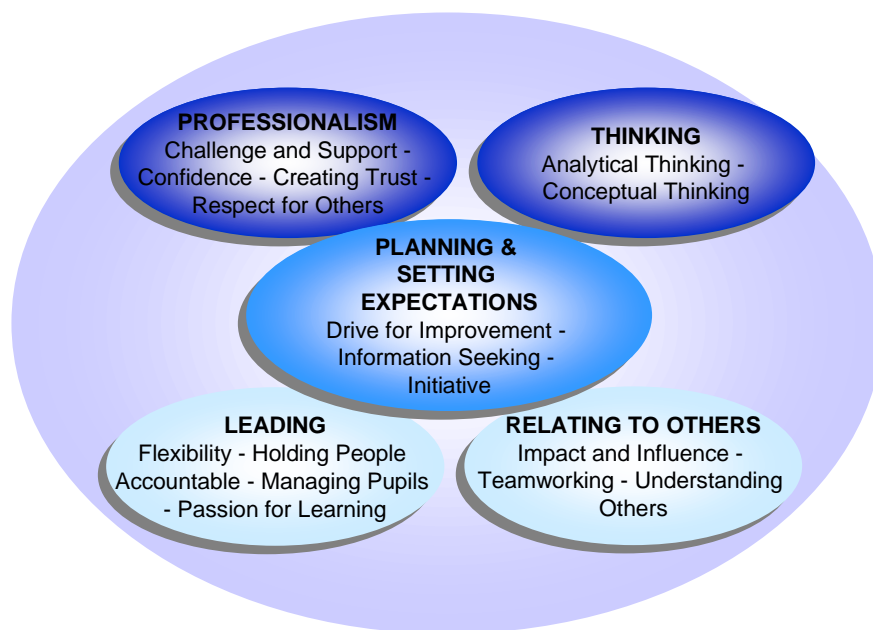 PROFESSIONALISM
Challenge and Support -
Confidence - Creating Trust -
Respect for Others
THINKING
Analytical Thinking -
Conceptual Thinking
PLANNING &
SETTING
EXPECTATIONS
Drive for Improvement -
Information Seeking -
Initiative
LEADING
Flexibility - Holding People
Accountable - Managing Pupils
- Passion for Learning
RELATING TO OTHERS
Impact and Influence -
Teamworking - Understanding
Others